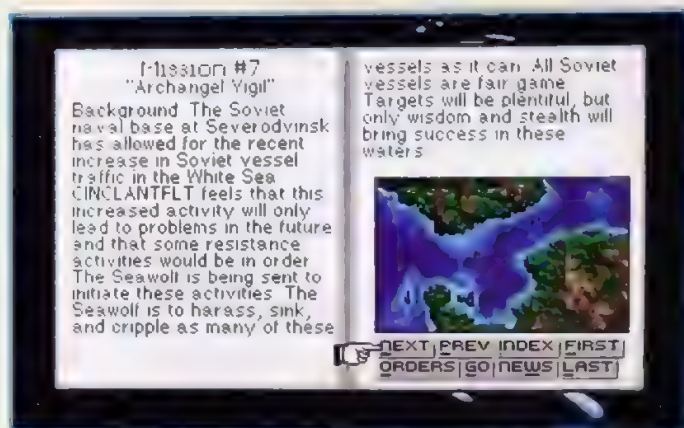 Mission #7
"Archangel Vigil"
Background The Soviet
naval base at Severodvinsk
has allowed for the recent
increase in Soviet vessel
traffic in the White Sea
CINCLANTFLT feels that this
increased activity will only
lead to problems in the future
and that some resistance
activities would be in order
The Seawolf is being sent to
initiate these activities The
Seawolf is to harass, sink,
and cripple as many of these
vessels as it can All Soviet
vessels are fair game
Targets will be plentiful, but
only wisdom and stealth will
bring success in these
waters
NEXT PREV INDEX FIRST
ORDERS GO NEWS LAST